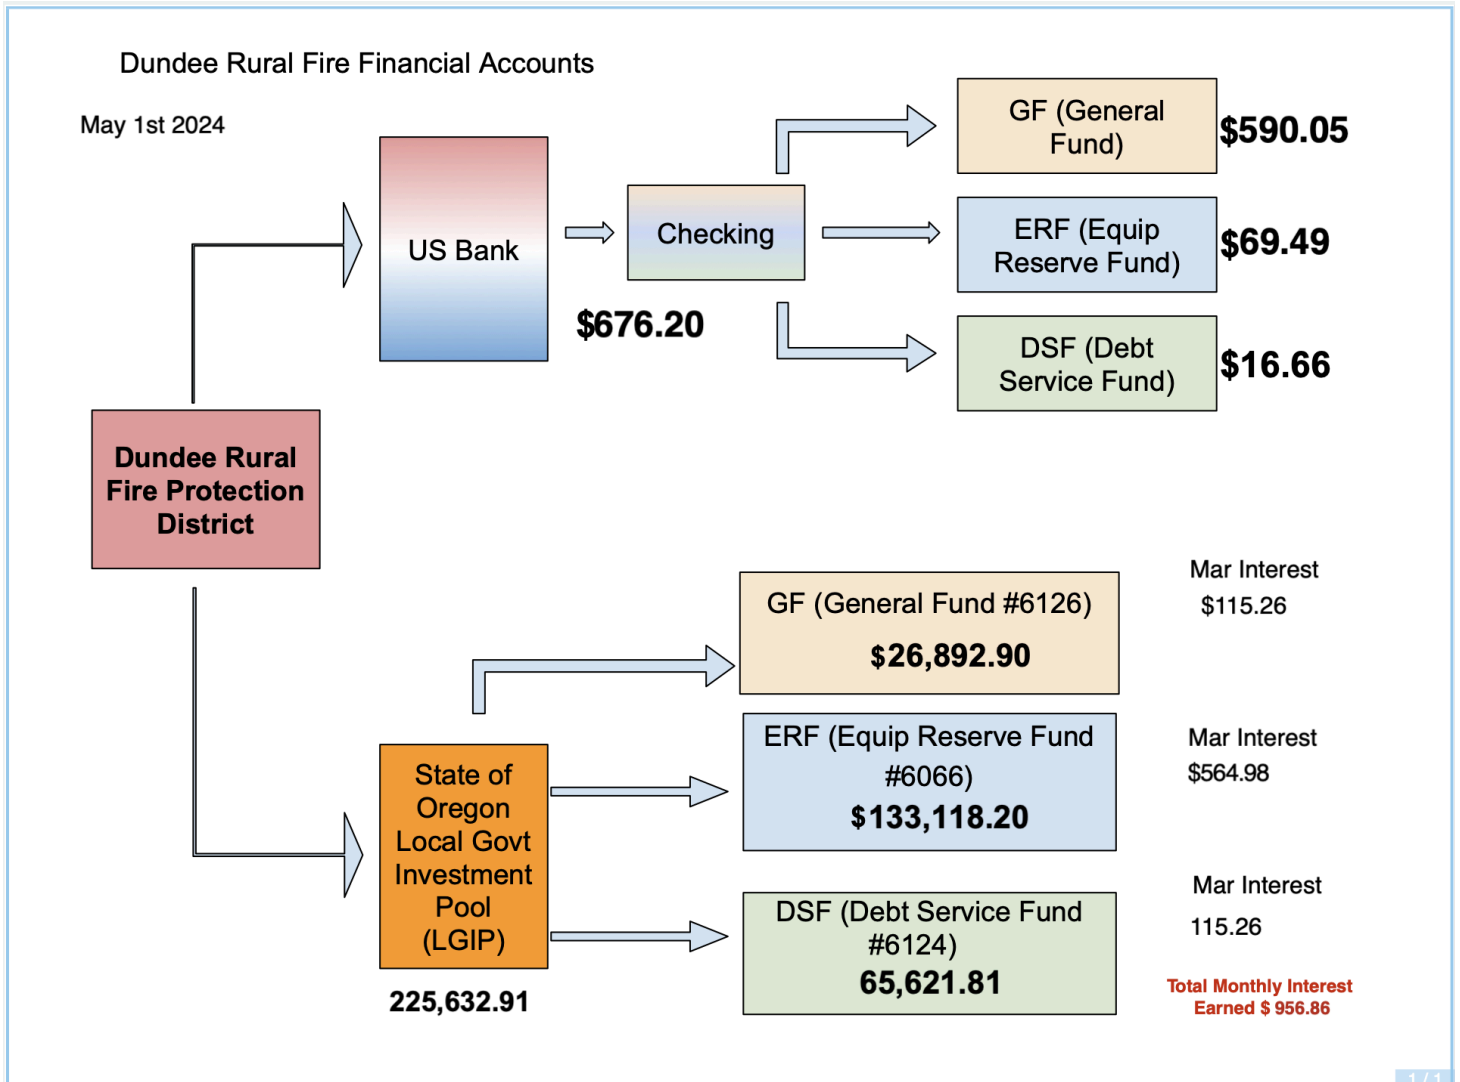 Dundee Rural Fire Financial Accounts
May 1st 2024
US Bank
Checking
$676.20
GF (General
Fund)
$590.05
ERF (Equip
Reserve Fund)
$69.49
DSF (Debt
Service Fund)
$16.66
Dundee Rural
Fire Protection
District
State of
Oregon
Local Govt
Investment
Pool
(LGIP)
225,632.91
GF (General Fund #6126)
$26,892.90
Mar Interest
$115.26
ERF (Equip Reserve Fund
#6066)
$133,118.20
Mar Interest
$564.98
DSF (Debt Service Fund
#6124)
65,621.81
Mar Interest
115.26
Total Monthly Interest
Earned $ 956.86
1 / 1